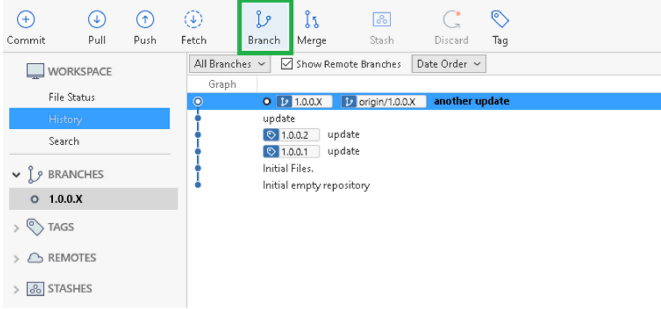 Commit Pull Push Fetch Branch Merge Stash Discard Tag
WORKSPACE
File Status
History
Search
BRANCHES
1.0.0.X
TAGS
REMOTES
STASHES
All Branches Show Remote Branches Date Order
Graph
1.0.0.X origin/1.0.0.X another update
update
1.0.0.2 update
1.0.0.1 update
Initial Files.
Initial empty repository